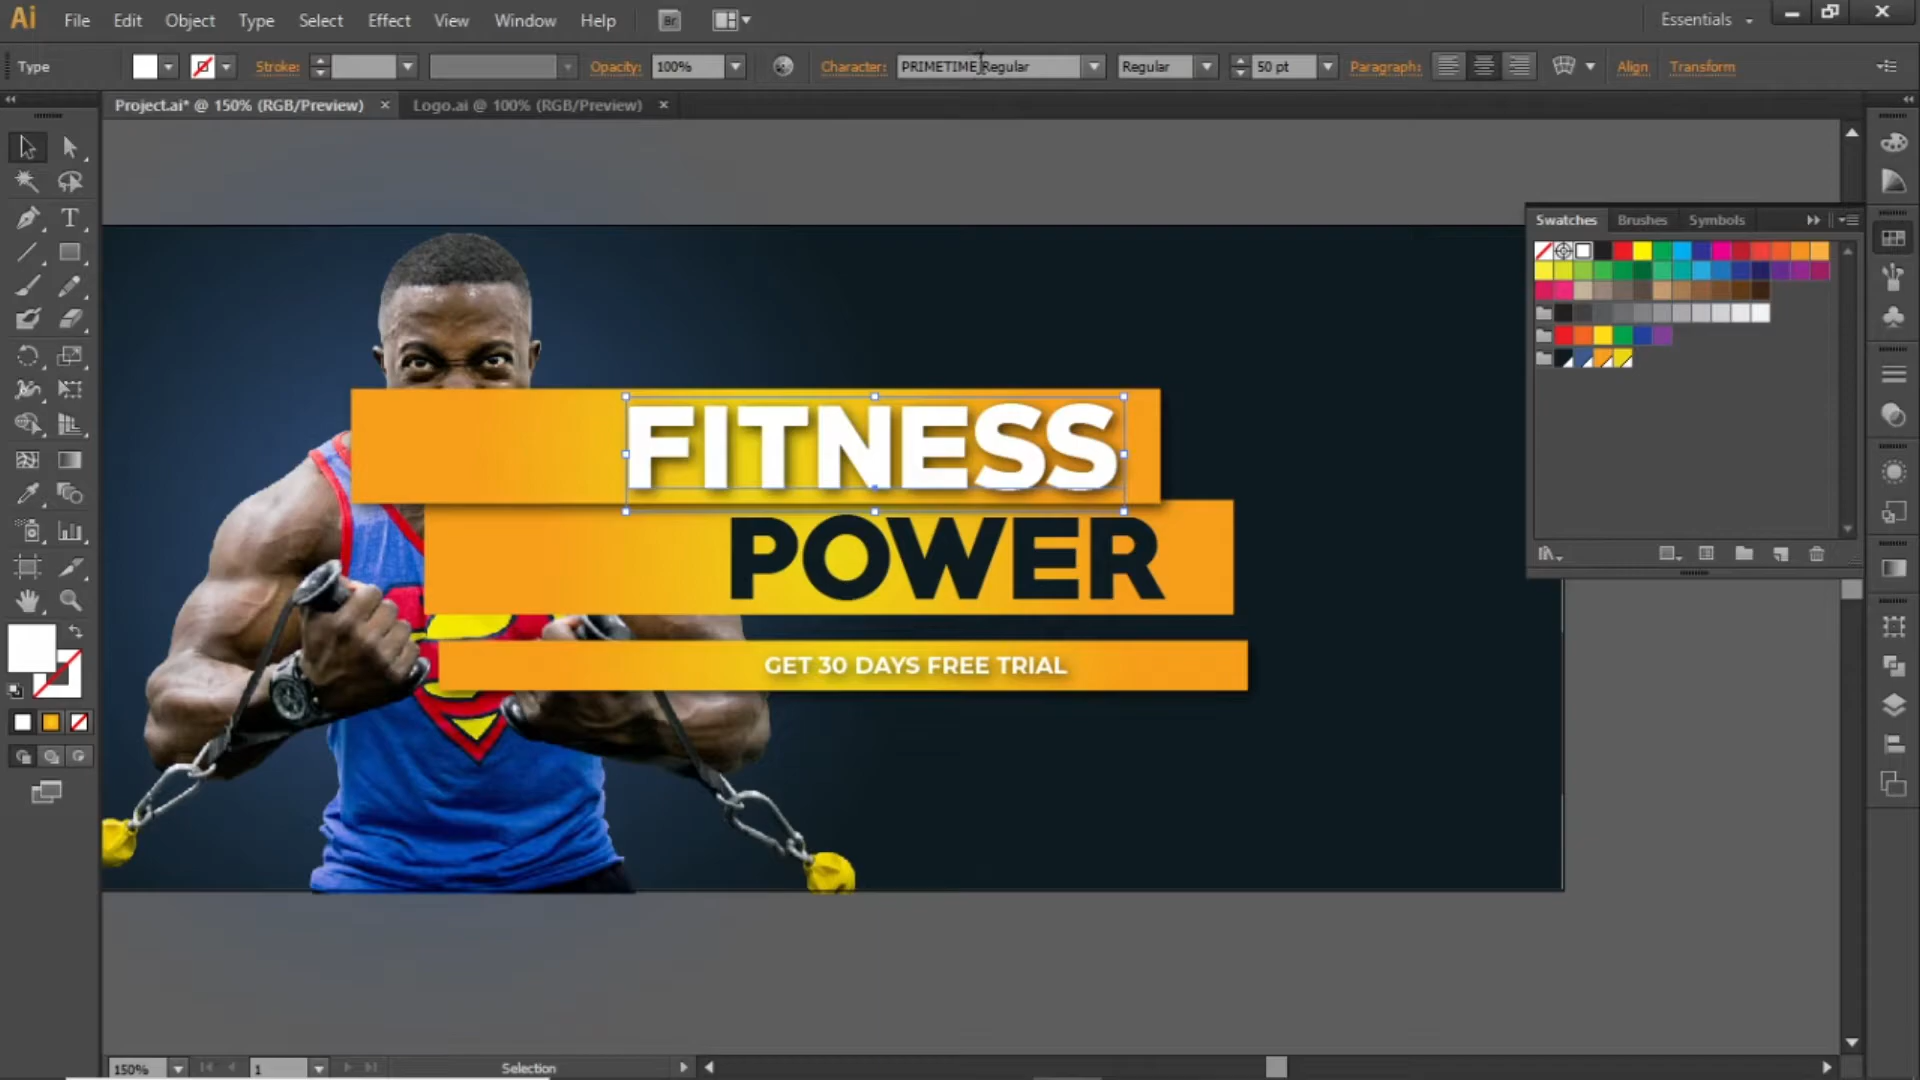 Ai File Edit Object Type Select Effect View Window Help Br Essentials
Type Stroke: Opacity: 100% Character: PRIMETIME Regular Regular 50 pt Paragraph: Align Transform
Project.ai* @ 150% (RGB/Preview) Logo.ai @ 100% (RGB/Preview)
Swatches Brushes Symbols
FITNESS
POWER
GET 30 DAYS FREE TRIAL
150% 1 Selection